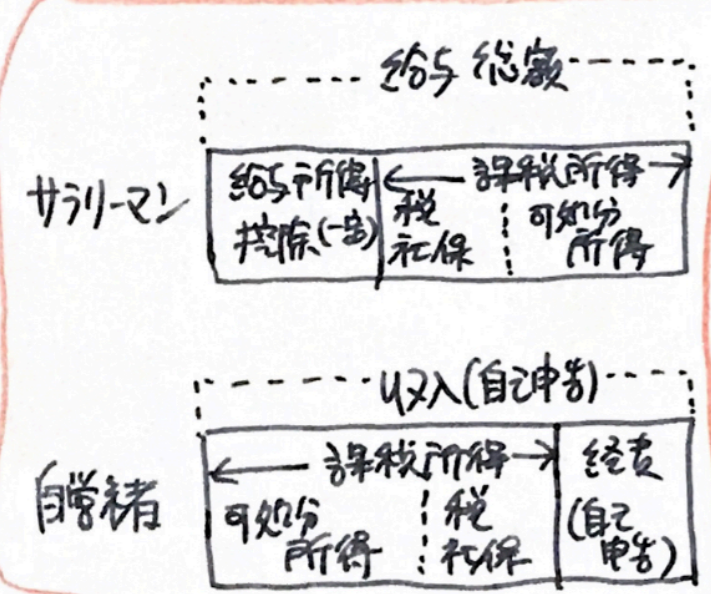 給与総額
サラリーマン
給与所得
控除(一定)
課税所得
税
社保
可処分
所得
収入(自己申告)
自営業者
課税所得
可処分
所得
税
社保
経費
(自己
申告)